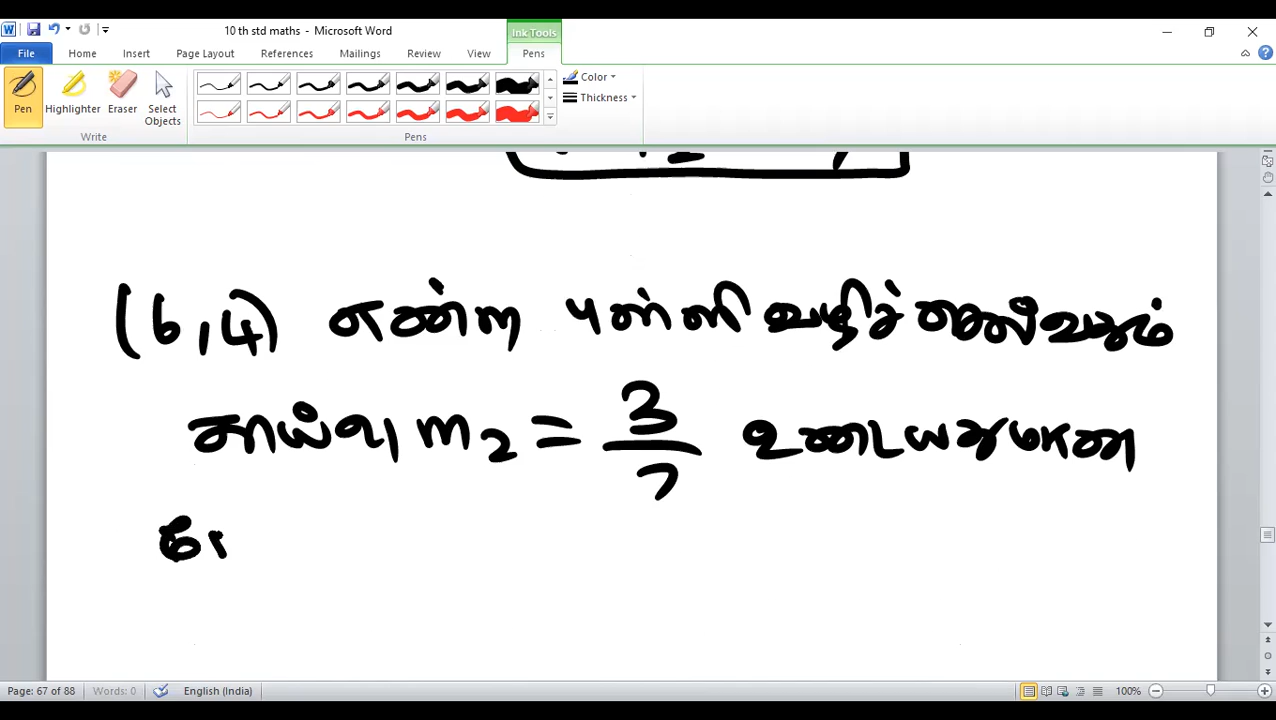 10 th std maths - Microsoft Word
Ink Tools
File Home Insert Page Layout References Mailings Review View Pens
Pen Highlighter Eraser Select Objects
Color
Thickness
Write Pens
(6,4) என்ற புள்ளி வழிச் செல்வதும்
சாய்வு m2 = 3/7 உடையதுமான
நே
Page: 67 of 88 Words: 0 English (India) 100%